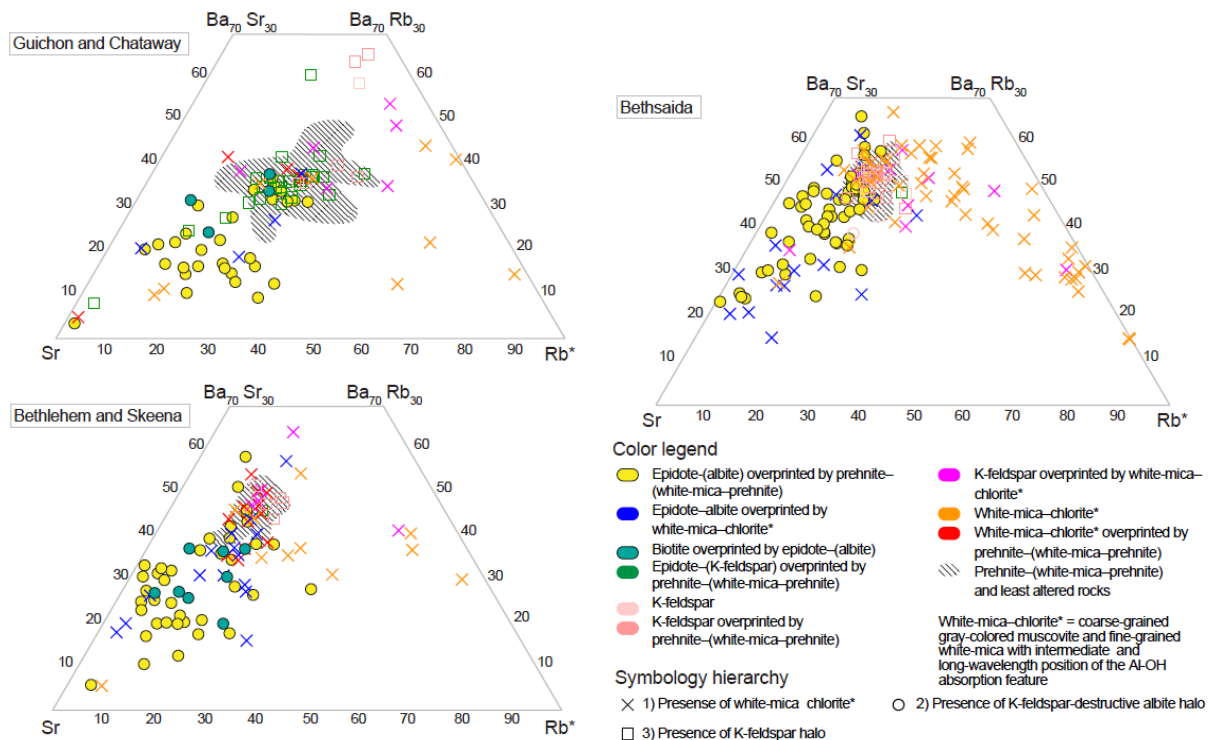 Guichon and Chataway
Ba70 Sr30
Ba70 Rb30
60
50
40
30
20
10
60
50
40
30
20
10
Sr
10
20
30
40
50
60
70
80
90
Rb*
Bethsaida
Ba70 Sr30
Ba70 Rb30
60
50
40
30
20
10
60
50
40
30
20
10
Sr
10
20
30
40
50
60
70
80
90
Rb*
Bethlehem and Skeena
Ba70 Sr30
Ba70 Rb30
60
50
40
30
20
10
60
50
40
30
20
10
Sr
10
20
30
40
50
60
70
80
90
Rb*
Color legend
Epidote-(albite) overprinted by prehnite–
(white-mica–prehnite)
Epidote–albite overprinted by
white-mica–chlorite*
Biotite overprinted by epidote–(albite)
Epidote–(K-feldspar) overprinted by
prehnite–(white-mica–prehnite)
K-feldspar
K-feldspar overprinted by
prehnite–(white-mica–prehnite)
K-feldspar overprinted by white-mica–
chlorite*
White-mica–chlorite*
White-mica–chlorite* overprinted by
prehnite–(white-mica–prehnite)
Prehnite–(white-mica–prehnite)
and least altered rocks
White-mica–chlorite* = coarse-grained
gray-colored muscovite and fine-grained
white-mica with intermediate and
long-wavelength position of the Al-OH
absorption feature
Symbology hierarchy
1) Presense of white-mica chlorite*
2) Presence of K-feldspar-destructive albite halo
3) Presence of K-feldspar halo